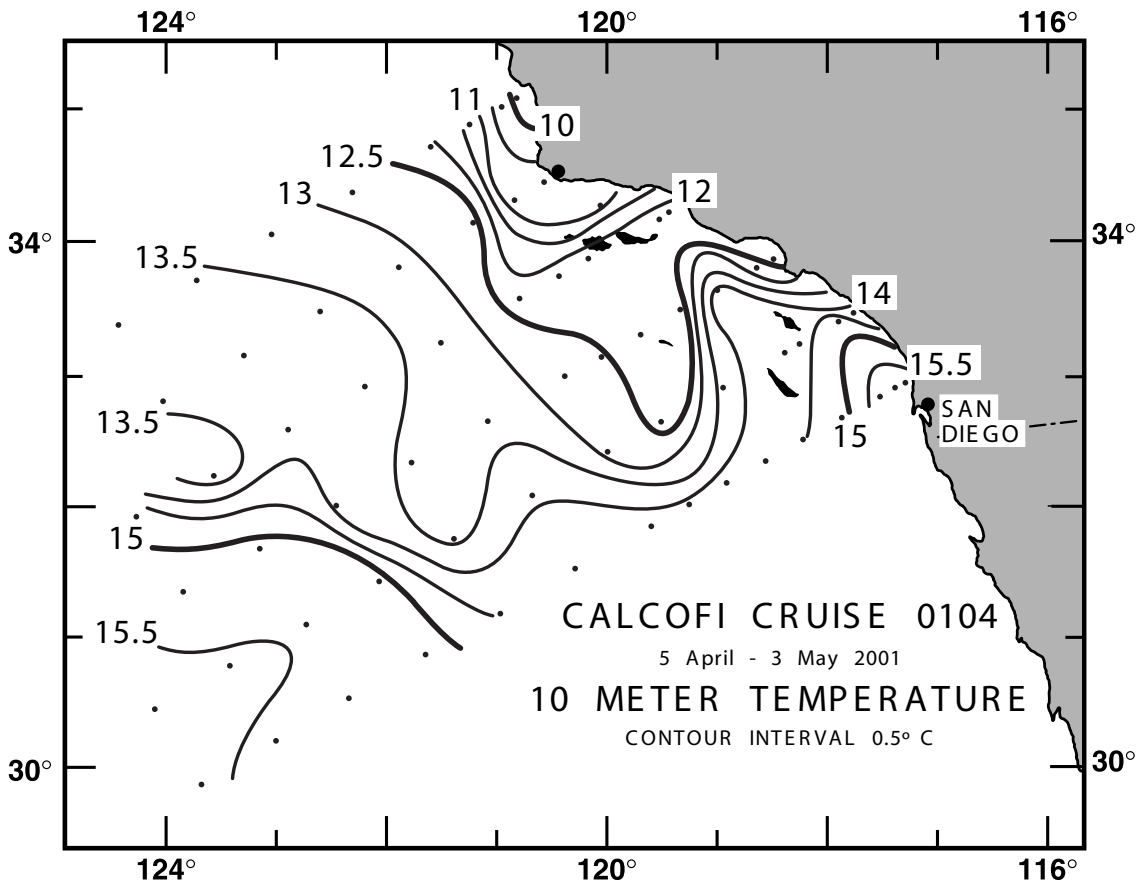 124° 120° 116°
11
10
12.5
12
13
34° 34°
13.5
14
15.5
13.5
SAN
DIEGO
15
15
CALCOFI CRUISE 0104
15.5
5 April - 3 May 2001
10 METER TEMPERATURE
CONTOUR INTERVAL 0.5º C
30° 30°
124° 120° 116°